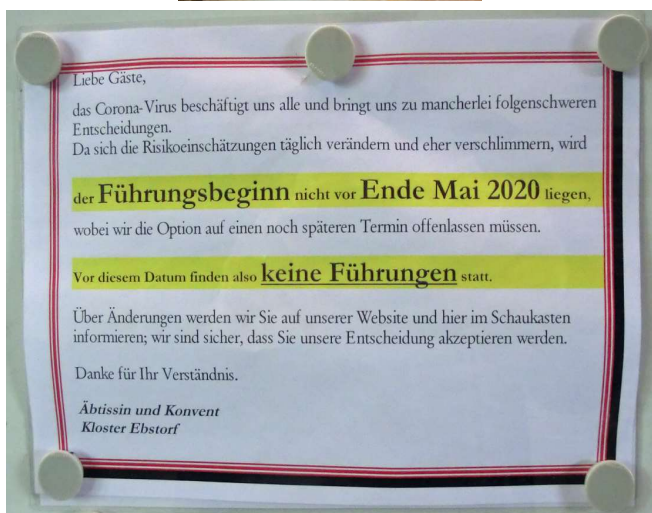 Liebe Gäste,
das Corona-Virus beschäftigt uns alle und bringt uns zu mancherlei folgenschweren
Entscheidungen.
Da sich die Risikoeinschätzungen täglich verändern und eher verschlimmern, wird
der Führungsbeginn nicht vor Ende Mai 2020 liegen,
wobei wir die Option auf einen noch späteren Termin offenlassen müssen.
Vor diesem Datum finden also keine Führungen statt.
Über Änderungen werden wir Sie auf unserer Website und hier im Schaukasten
informieren; wir sind sicher, dass Sie unsere Entscheidung akzeptieren werden.
Danke für Ihr Verständnis.
Äbtissin und Konvent
Kloster Ebstorf